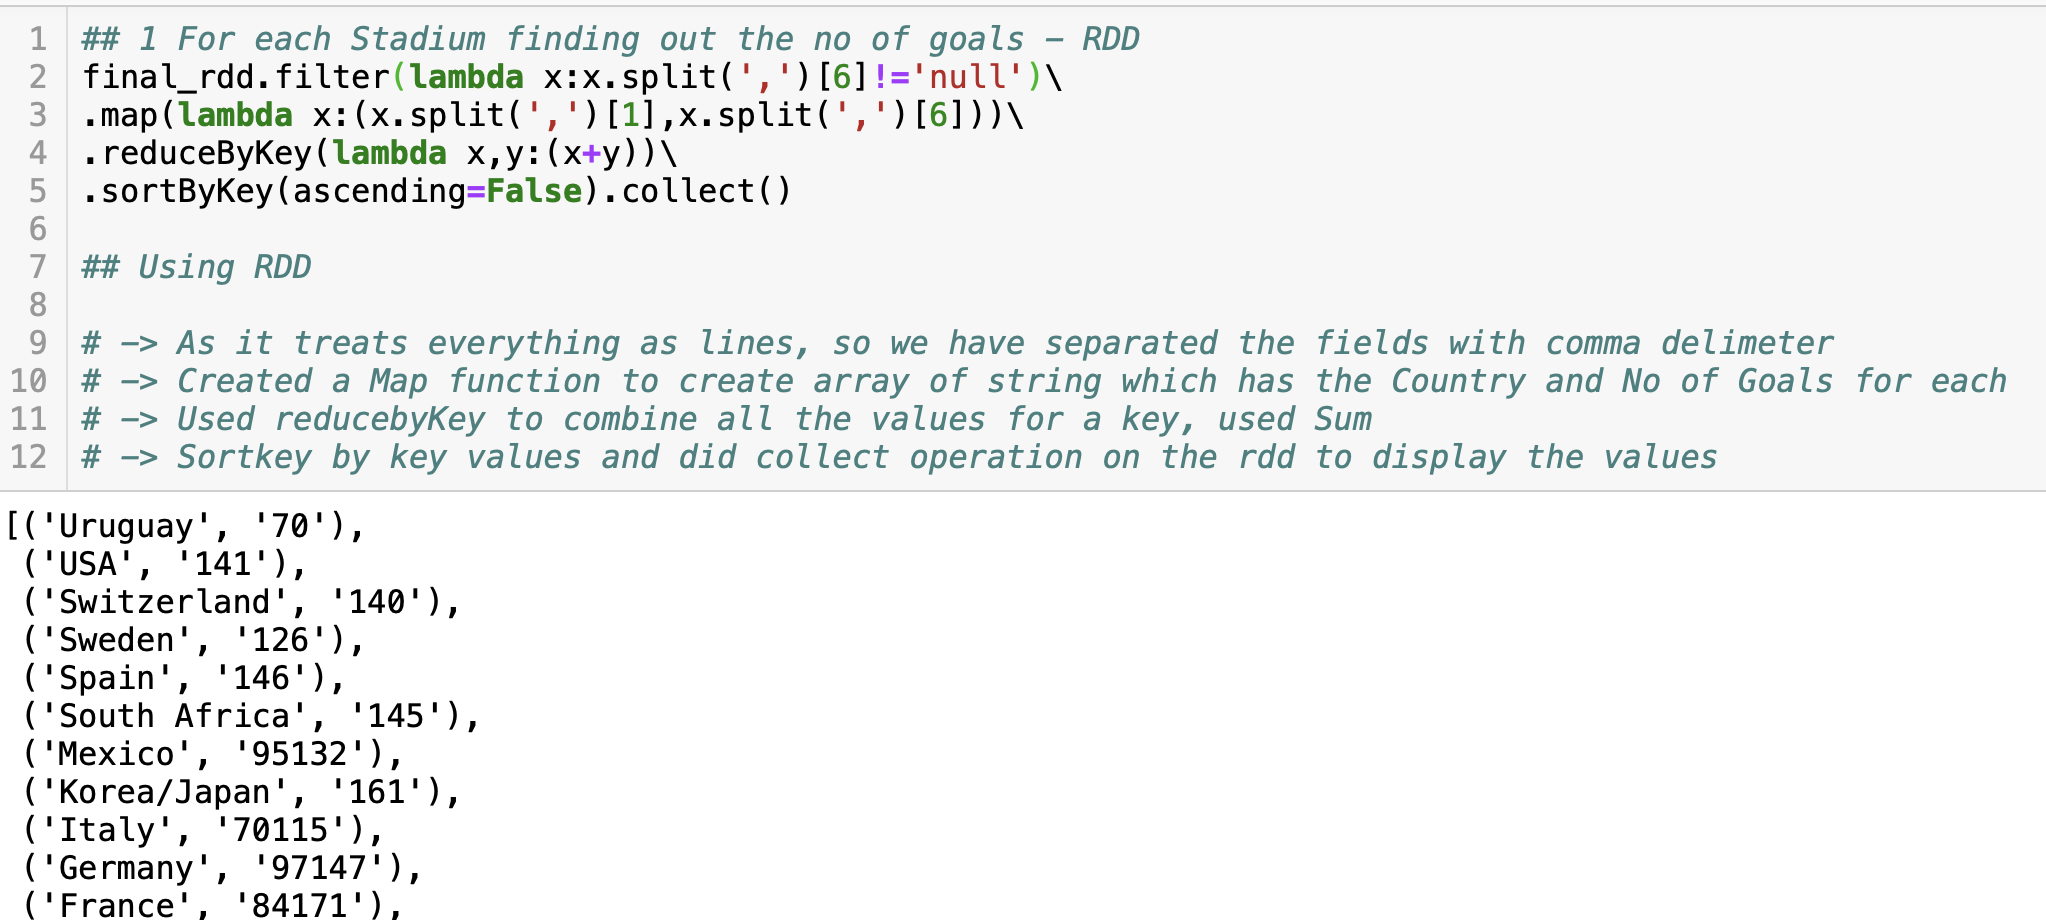 1 ## 1 For each Stadium finding out the no of goals – RDD
2 final_rdd.filter(lambda x:x.split(',')[6]!='null')\
3 .map(lambda x:(x.split(',')[1],x.split(',')[6]))\
4 .reduceByKey(lambda x,y:(x+y))\
5 .sortByKey(ascending=False).collect()
6
7 ## Using RDD
8
9 # –> As it treats everything as lines, so we have separated the fields with comma delimeter
10 # –> Created a Map function to create array of string which has the Country and No of Goals for each
11 # –> Used reducebyKey to combine all the values for a key, used Sum
12 # –> Sortkey by key values and did collect operation on the rdd to display the values
[('Uruguay', '70'),
('USA', '141'),
('Switzerland', '140'),
('Sweden', '126'),
('Spain', '146'),
('South Africa', '145'),
('Mexico', '95132'),
('Korea/Japan', '161'),
('Italy', '70115'),
('Germany', '97147'),
('France', '84171'),